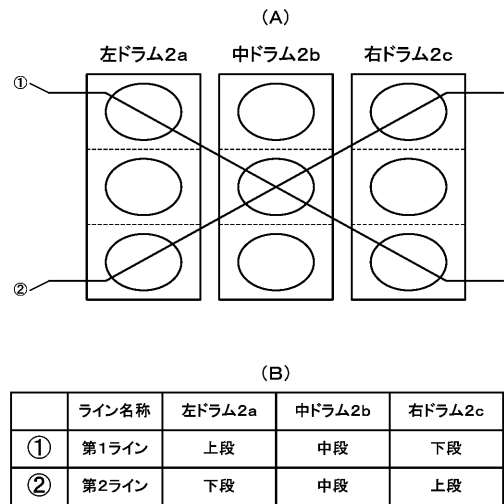 (A)
左ドラム2a 中ドラム2b 右ドラム2c
①
②
(B)
ライン名称 左ドラム2a 中ドラム2b 右ドラム2c
① 第1ライン 上段 中段 下段
② 第2ライン 下段 中段 上段